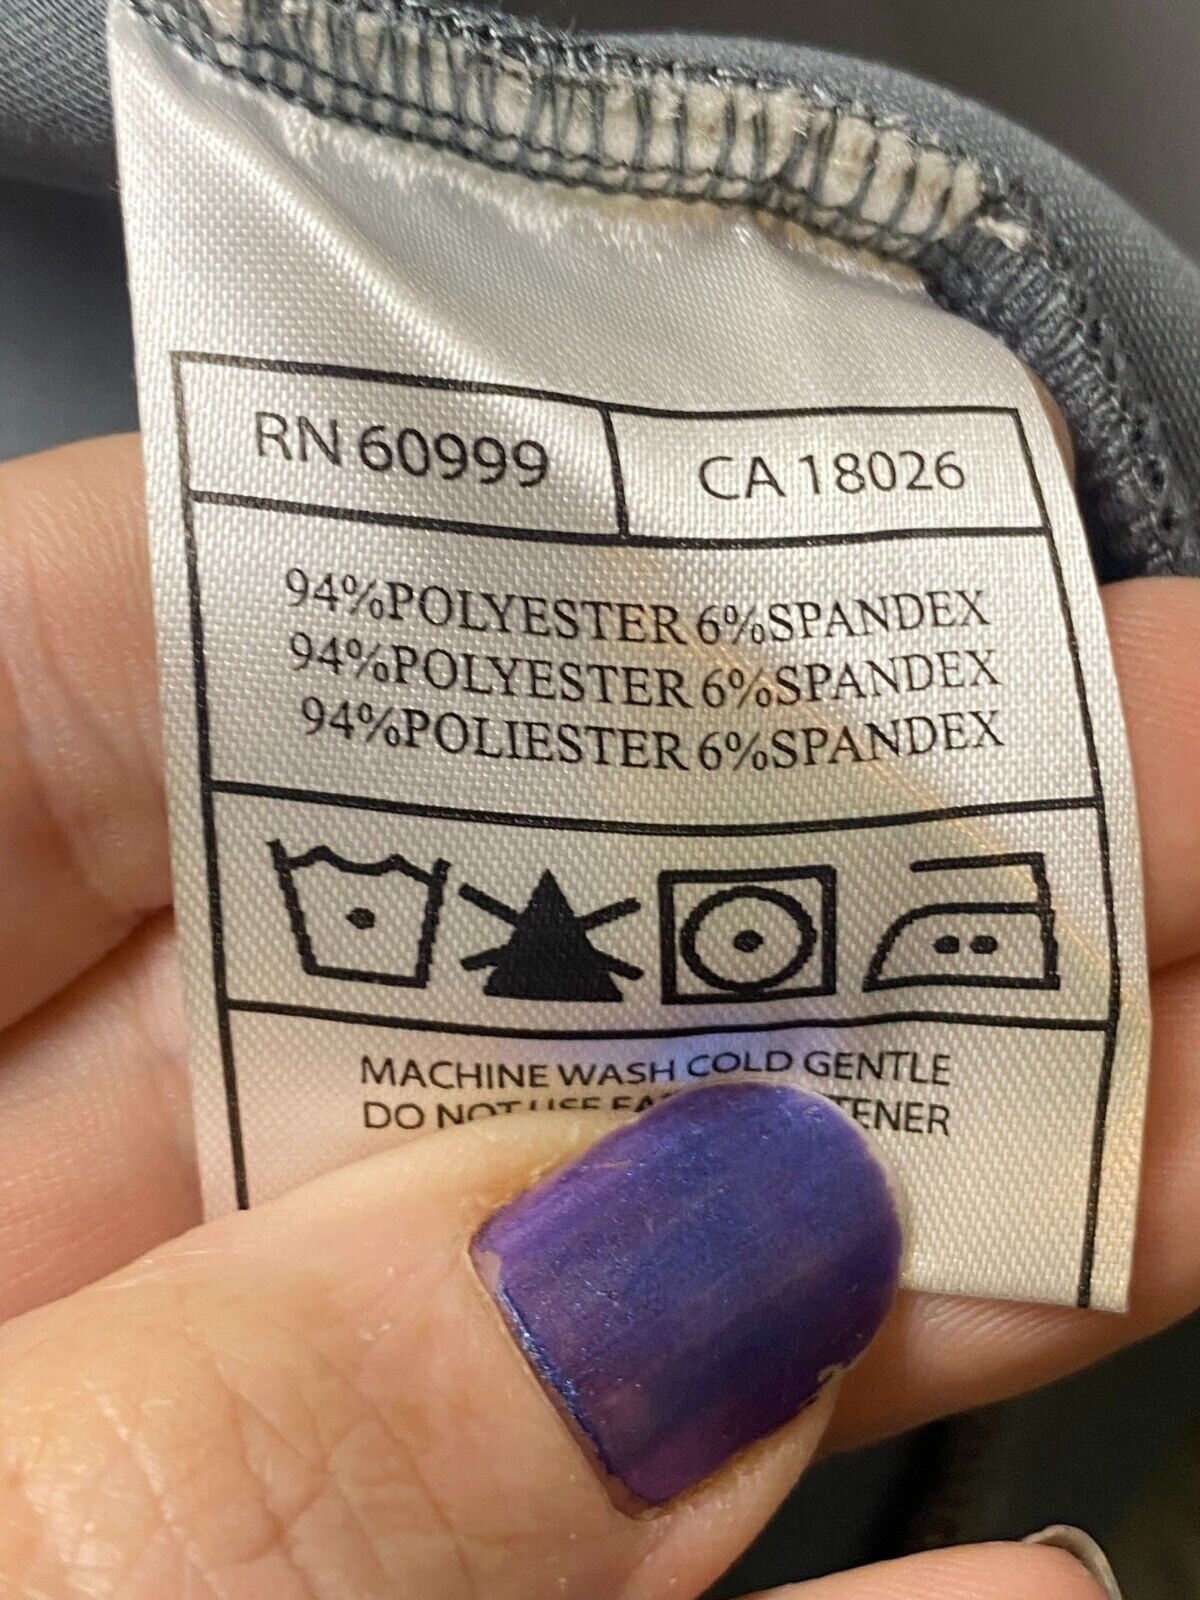 RN 60999 CA 18026
94%POLYESTER 6%SPANDEX
94%POLYESTER 6%SPANDEX
94%POLIESTER 6%SPANDEX
MACHINE WASH COLD GENTLE
DO NOT USE